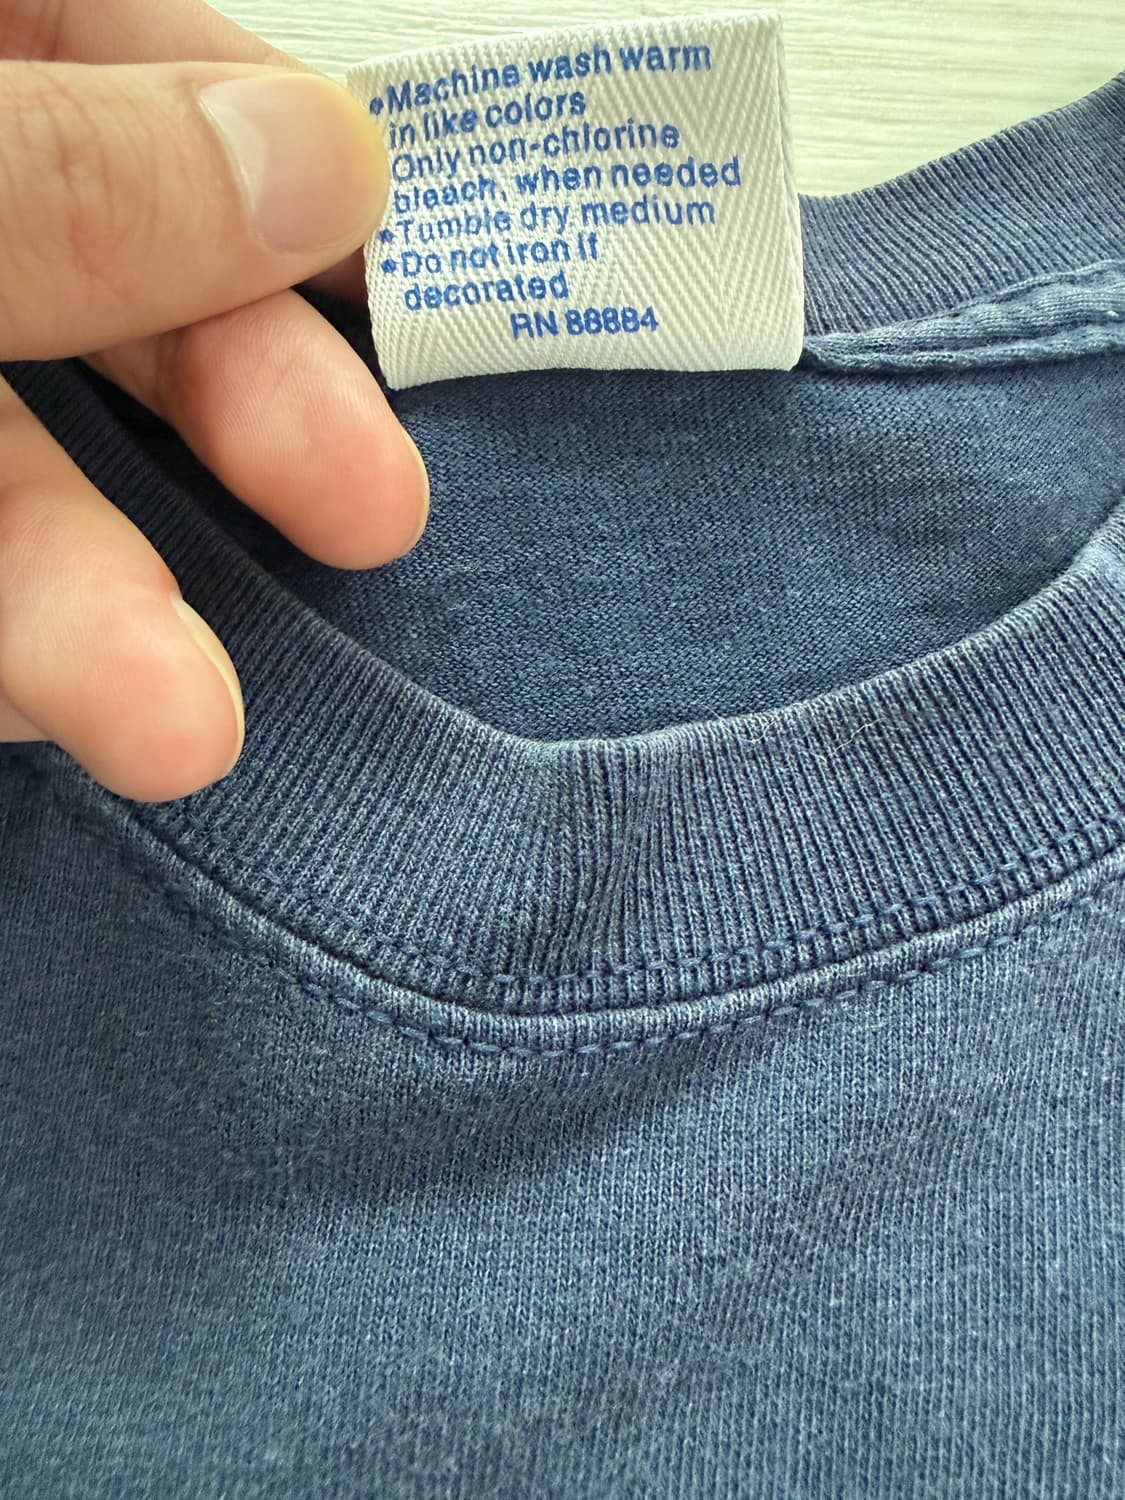 •Machine wash warm
in like colors
Only non-chlorine
bleach, when needed
•Tumble dry medium
•Do not iron if
decorated
RN 88884